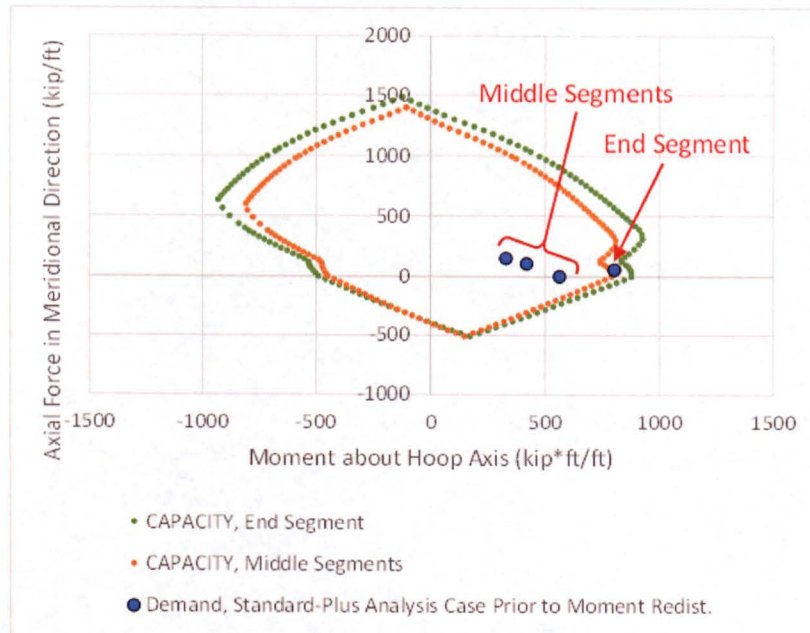 2000
1500
1000
500
0
-500
-1000
-1500
-1000
-500
0
500
1000
1500
Axial Force in Meridional Direction (kip/ft)
Moment about Hoop Axis (kip*ft/ft)
Middle Segments
End Segment
CAPACITY, End Segment
CAPACITY, Middle Segments
Demand, Standard-Plus Analysis Case Prior to Moment Redist.